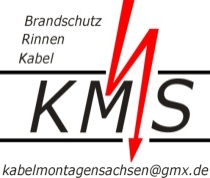 Brandschutz
Rinnen
Kabel
KMS
kabelmontagensachsen@gmx.de